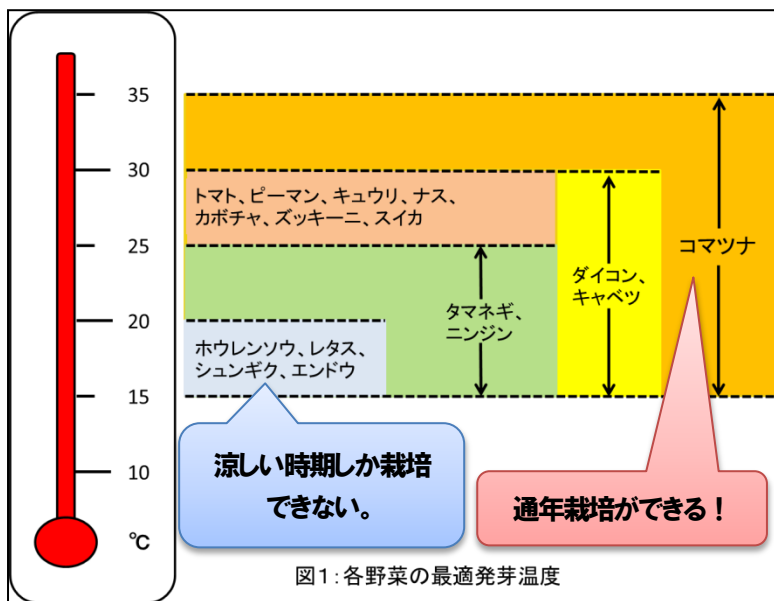 35
30
25
20
15
10
℃
トマト、ピーマン、キュウリ、ナス、
カボチャ、ズッキーニ、スイカ
コマツナ
ダイコン、
キャベツ
タマネギ、
ニンジン
ホウレンソウ、レタス、
シュンギク、エンドウ
涼しい時期しか栽培
できない。
通年栽培ができる！
図１：各野菜の最適発芽温度